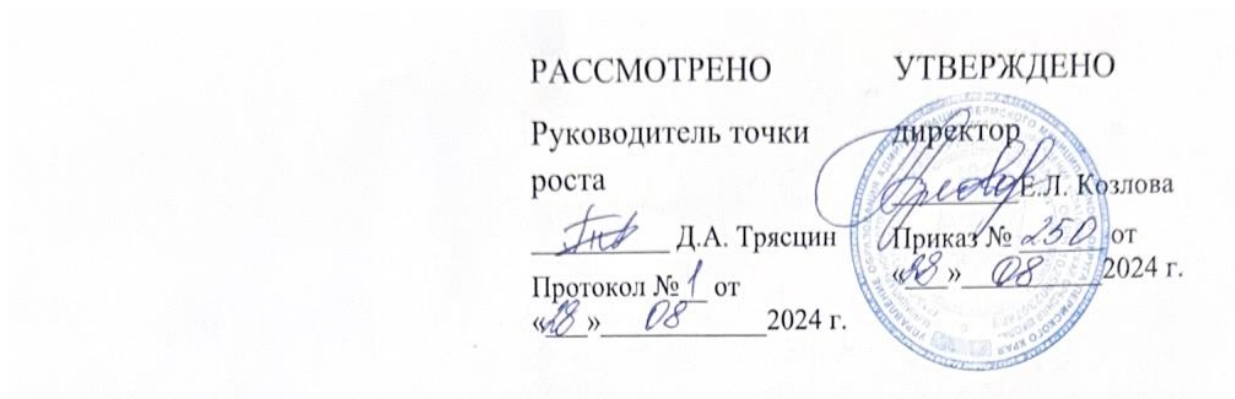 РАССМОТРЕНО
Руководитель точки
роста
Д.А. Трясцин
Протокол № 1 от
«28» 08 2024 г.
УТВЕРЖДЕНО
директор
Е.Л. Козлова
Приказ № 250 от
«28» 08 2024 г.